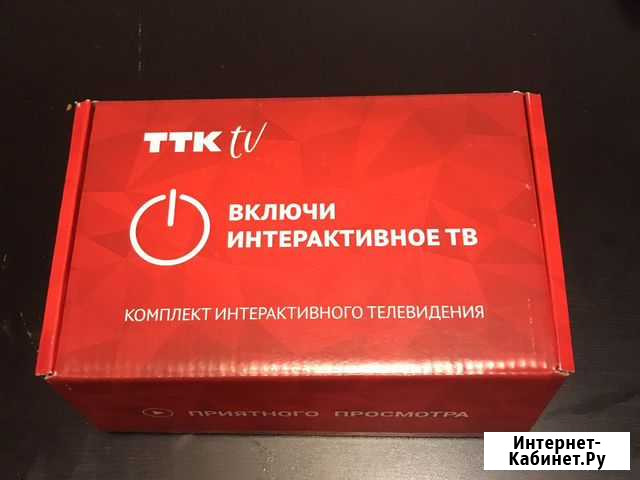 ТТК tv
ВКЛЮЧИ
ИНТЕРАКТИВНОЕ ТВ
КОМПЛЕКТ ИНТЕРАКТИВНОГО ТЕЛЕВИДЕНИЯ
ПРИЯТНОГО ПРОСМОТРА
Интернет-
Кабинет.Ру